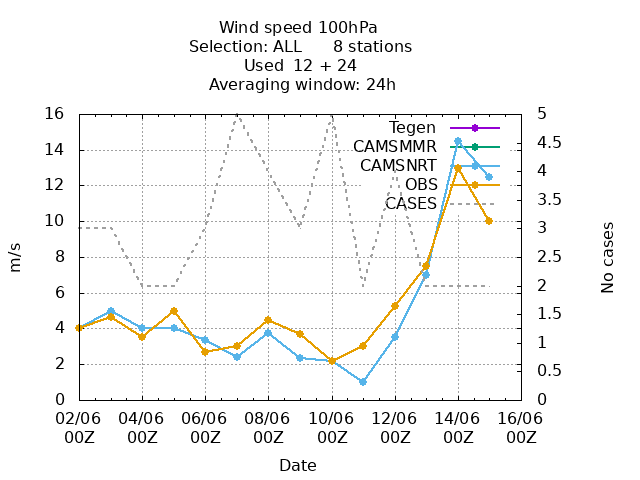 Wind speed 100hPa
Selection: ALL 8 stations
Used 12 + 24
Averaging window: 24h
16
14
12
10
8
6
4
2
0
m/s
5
4.5
4
3.5
3
2.5
2
1.5
1
0.5
0
No cases
Tegen
CAMSMMR
CAMSNRT
OBS
CASES
02/06 04/06 06/06 08/06 10/06 12/06 14/06 16/06
00Z 00Z 00Z 00Z 00Z 00Z 00Z 00Z
Date